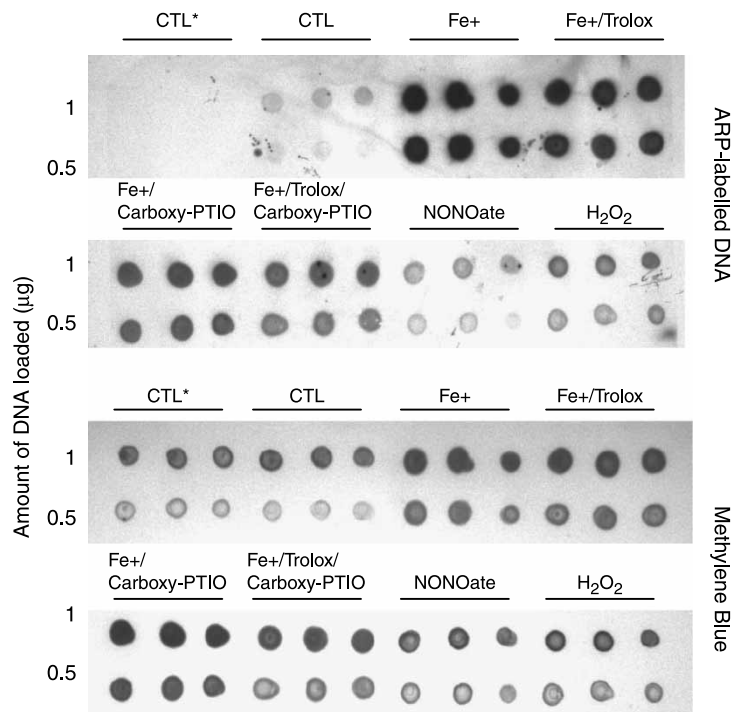 CTL* CTL Fe+ Fe+/Trolox
1
0.5
Fe+/ Fe+/Trolox/
Carboxy-PTIO Carboxy-PTIO NONOate H₂O₂
1
0.5
ARP-labelled DNA
Amount of DNA loaded (μg)
CTL* CTL Fe+ Fe+/Trolox
1
0.5
Fe+/ Fe+/Trolox/
Carboxy-PTIO Carboxy-PTIO NONOate H₂O₂
1
0.5
Methylene Blue